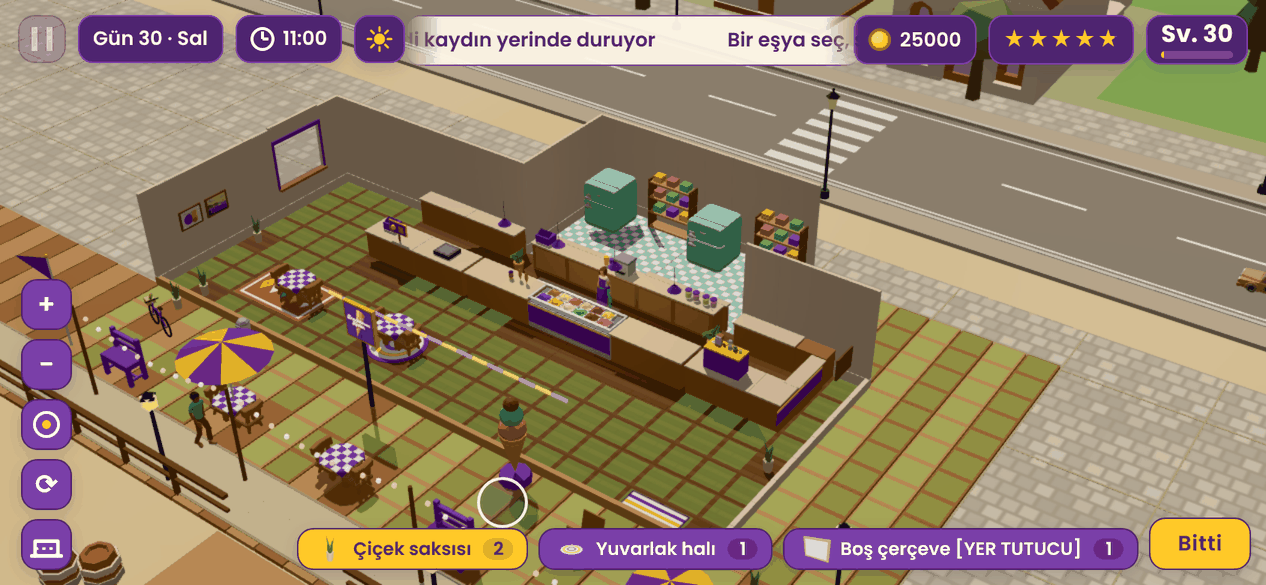 Gün 30 · Sal
11:00
kaydın yerinde duruyor
Bir eşya seç,
25000
Sv. 30
+
−
Çiçek saksısı 2
Yuvarlak halı 1
Boş çerçeve [YER TUTUCU] 1
Bitti